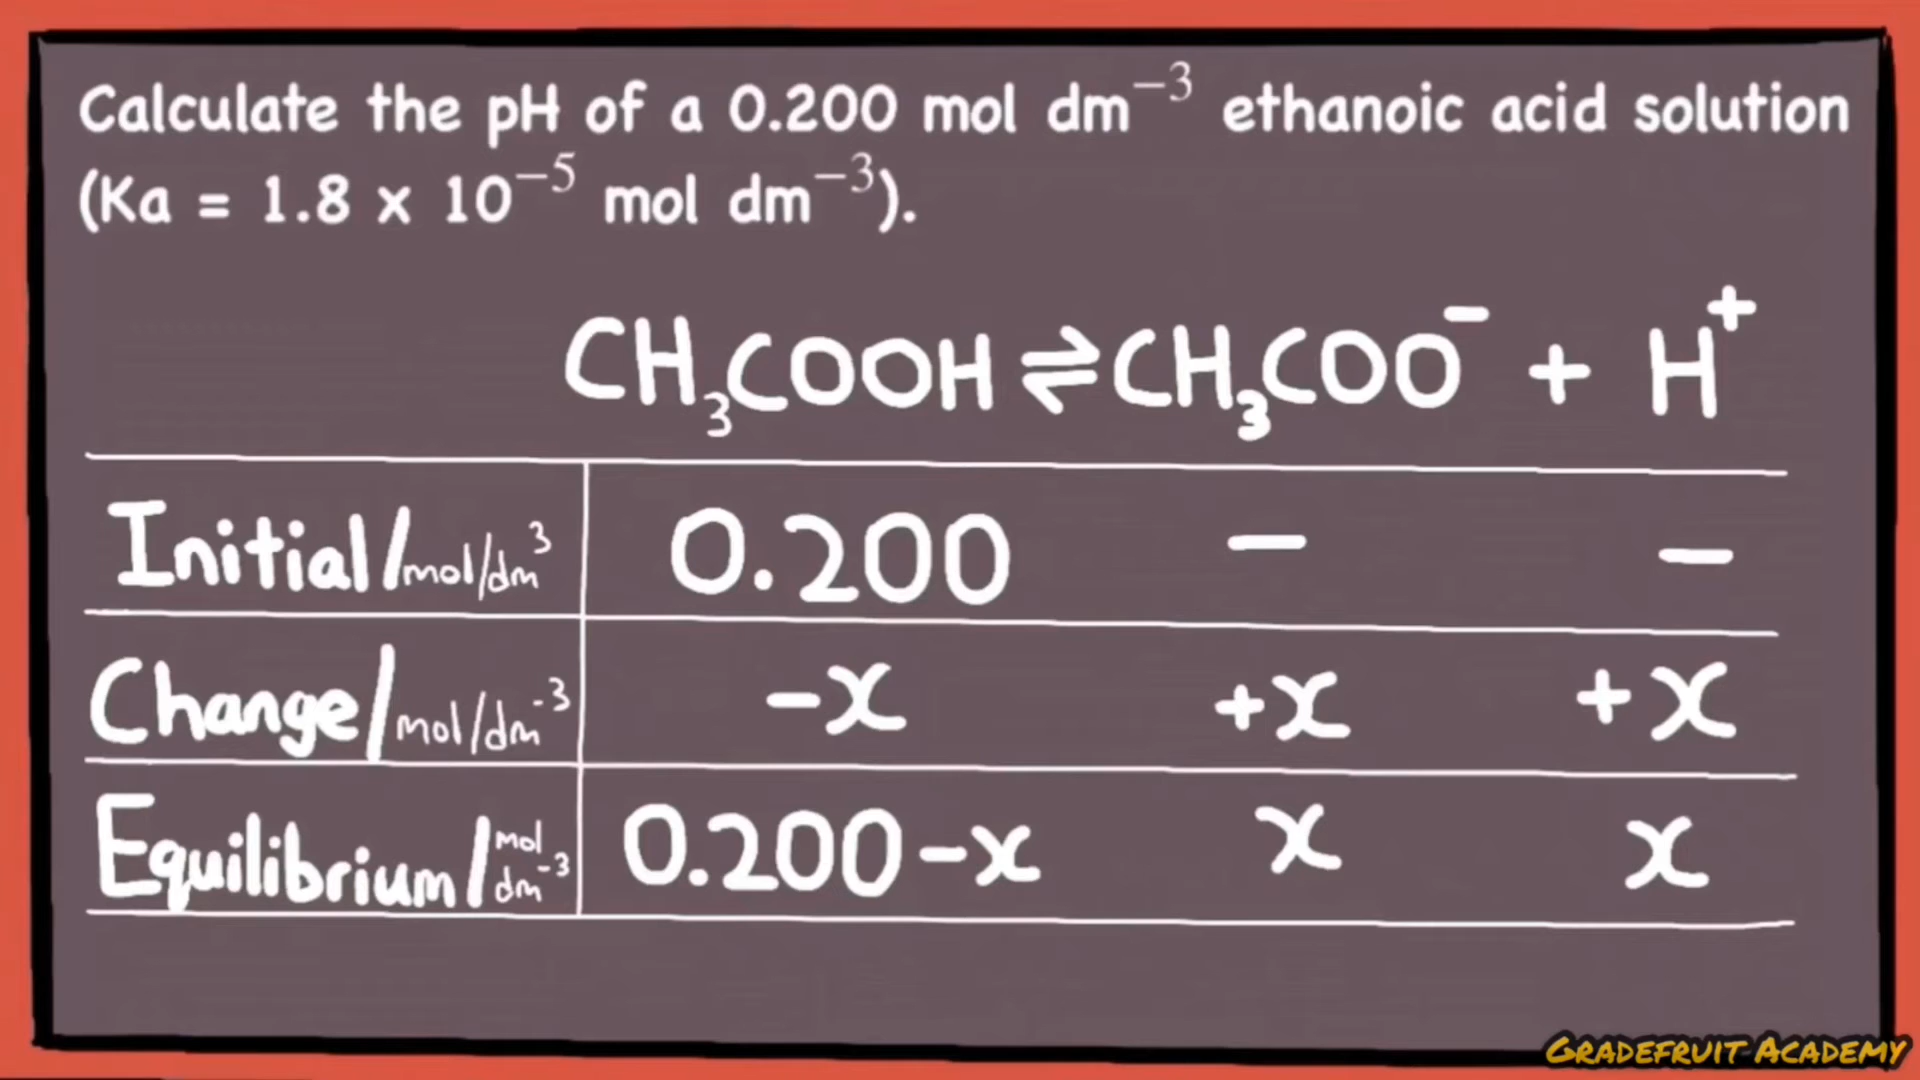 Calculate the pH of a 0.200 mol dm⁻³ ethanoic acid solution
(Ka = 1.8 x 10⁻⁵ mol dm⁻³).
CH₃COOH ⇌ CH₃COO⁻ + H⁺
Initial/mol/dm³ 0.200 – –
Change/mol/dm⁻³ -x +x +x
Equilibrium/mol dm⁻³ 0.200-x x x
GRADEFRUIT ACADEMY